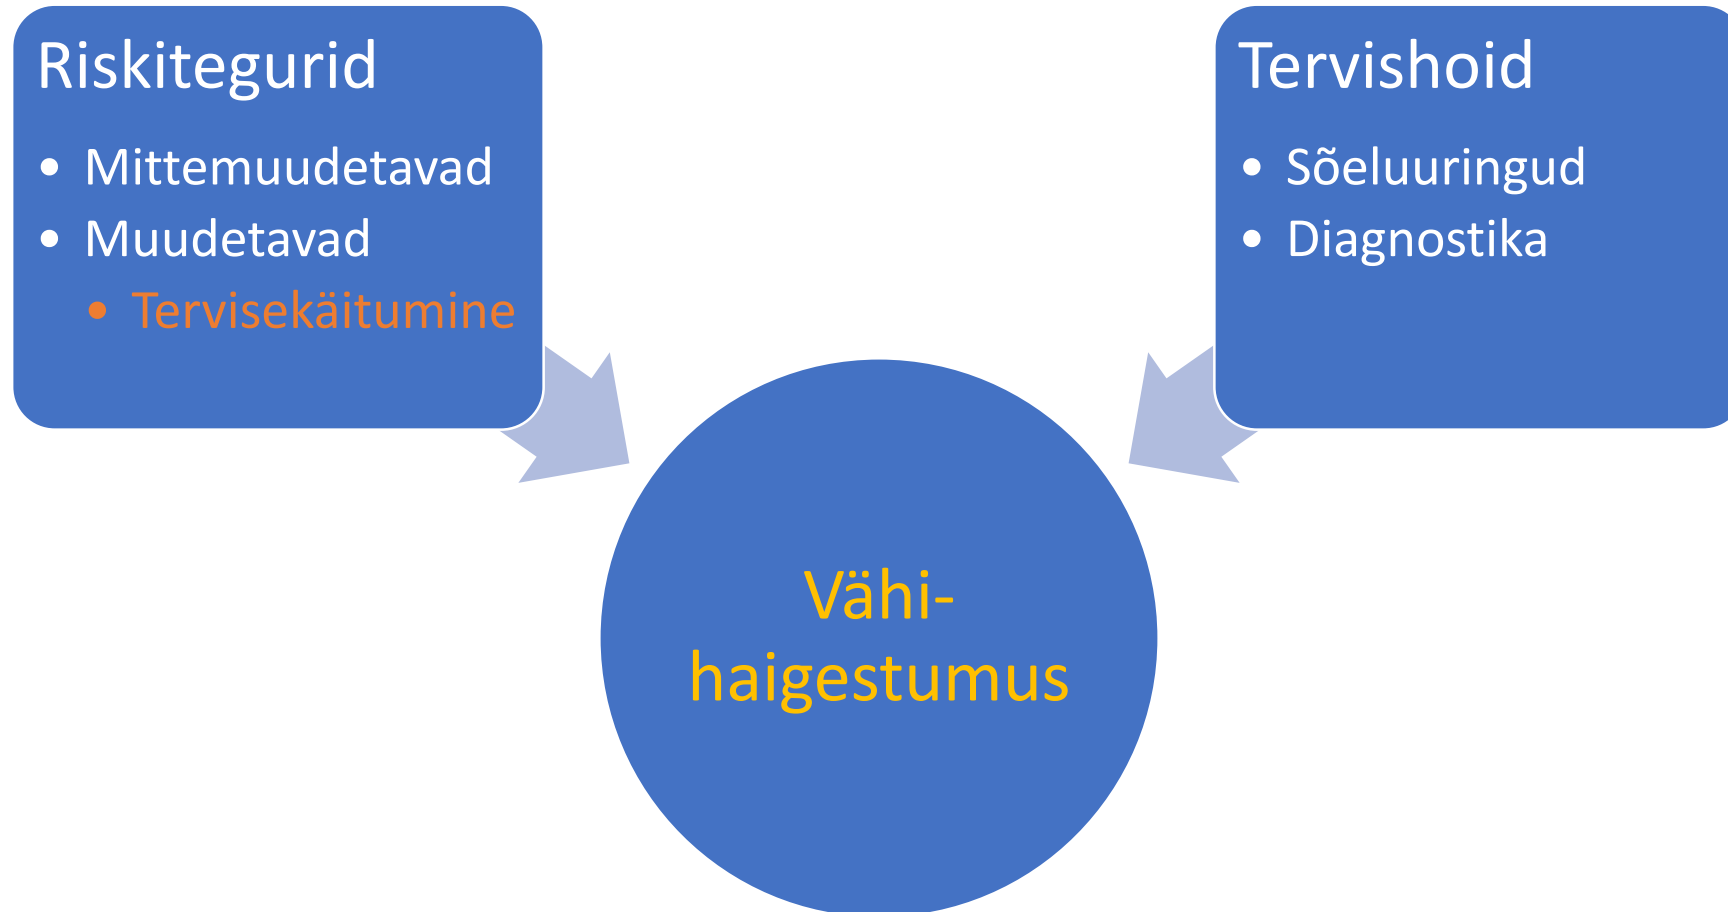 Riskitegurid
• Mittemuudetavad
• Muudetavad
• Tervisekäitumine
Tervishoid
• Sõeluuringud
• Diagnostika
Vähi-
haigestumus